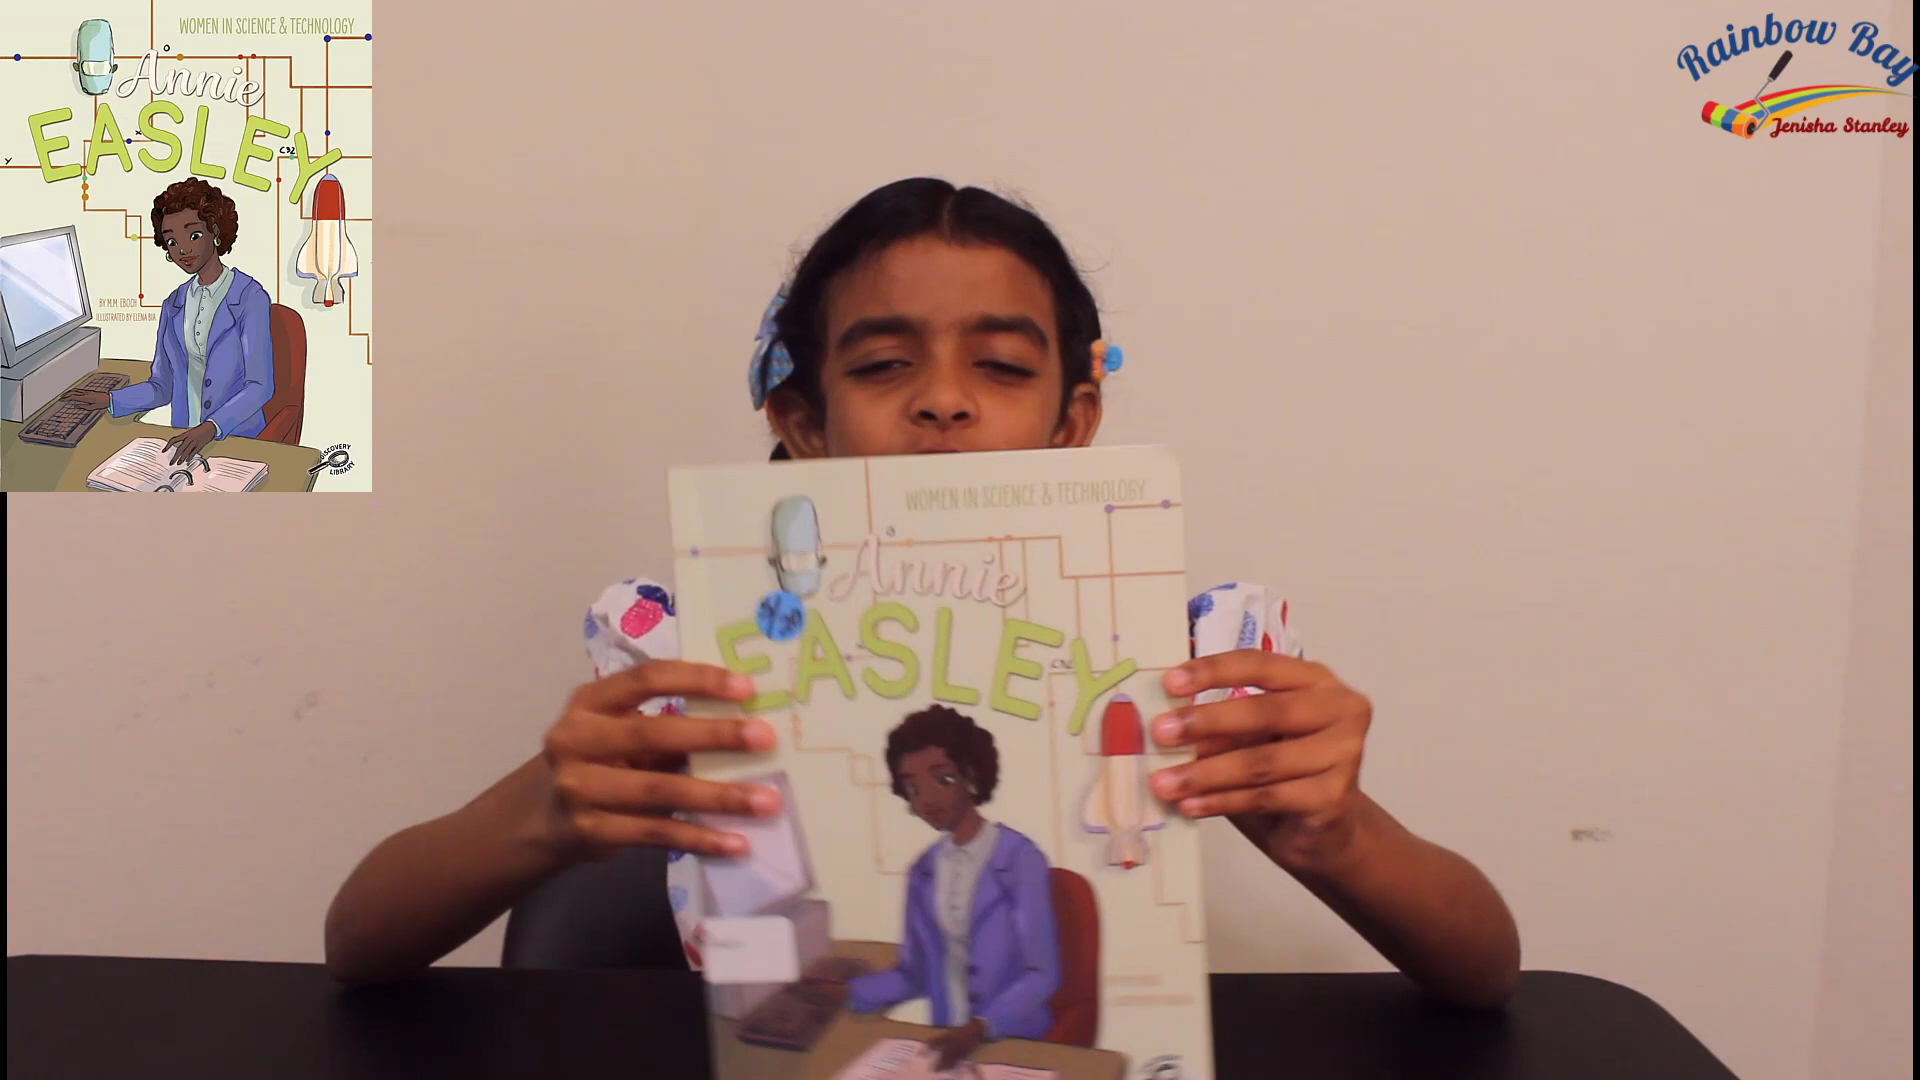 WOMEN IN SCIENCE & TECHNOLOGY
Annie
EASLEY
X
Y
C32
BY M.M. EBOCH
ILLUSTRATED BY ELENA BIA
DISCOVERY
LIBRARY
Rainbow Bay
Jenisha Stanley
WOMEN IN SCIENCE & TECHNOLOGY
Annie
EASLEY